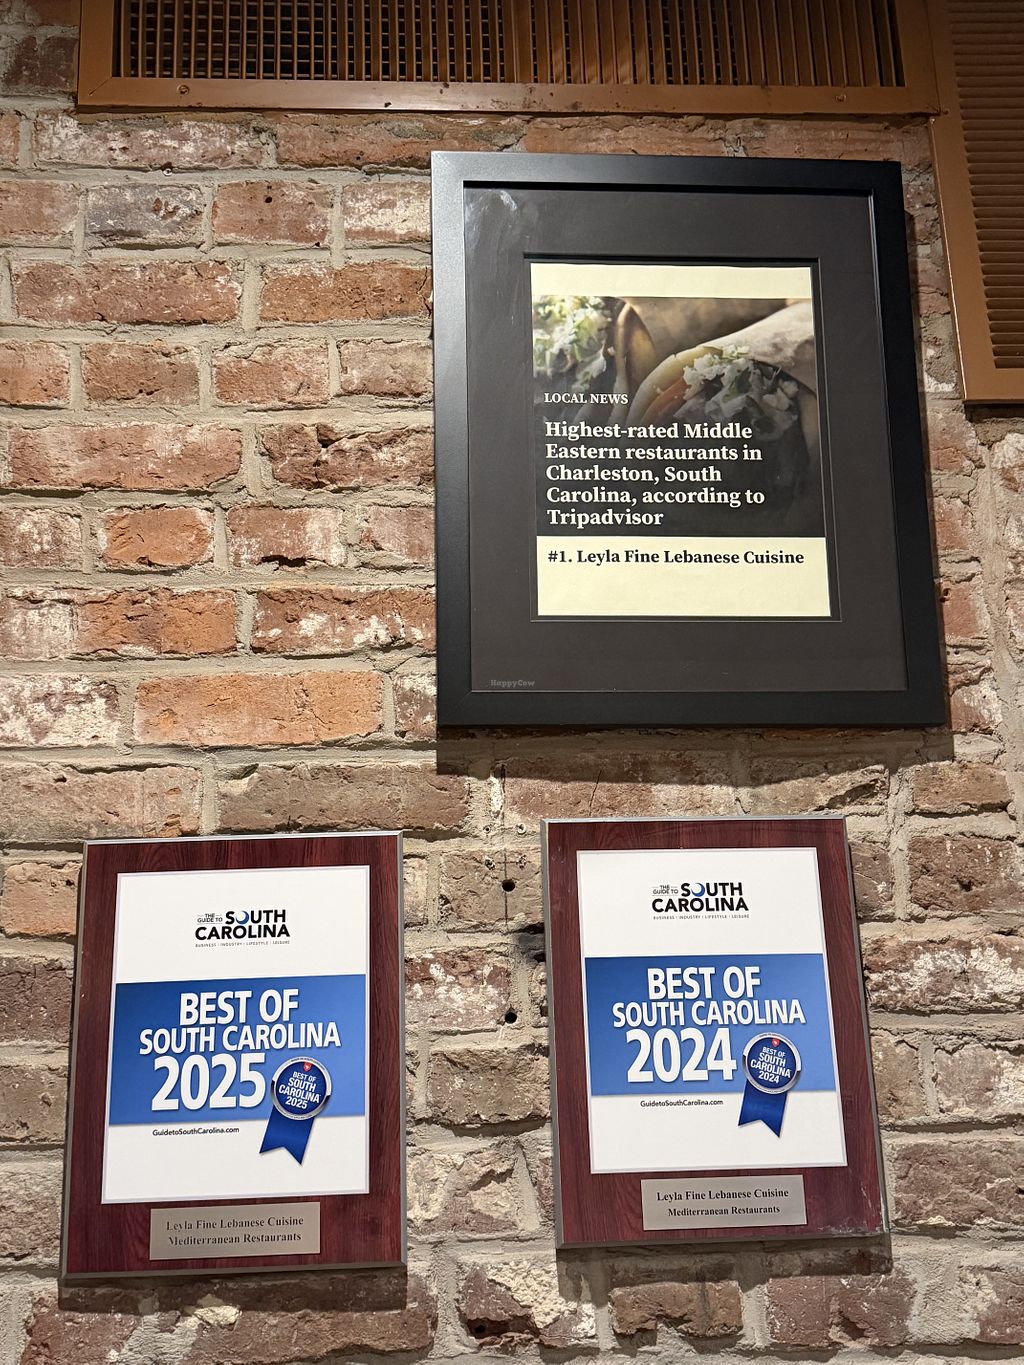 LOCAL NEWS
Highest-rated Middle
Eastern restaurants in
Charleston, South
Carolina, according to
Tripadvisor
#1. Leyla Fine Lebanese Cuisine
HappyCow
THE
GUIDE TO
SOUTH
CAROLINA
BUSINESS | INDUSTRY | LIFESTYLE | LEISURE
BEST OF
SOUTH CAROLINA
2025
BEST OF
SOUTH
CAROLINA
2025
GuidetoSouthCarolina.com
Leyla Fine Lebanese Cuisine
Mediterranean Restaurants
THE
GUIDE TO
SOUTH
CAROLINA
BUSINESS | INDUSTRY | LIFESTYLE | LEISURE
BEST OF
SOUTH CAROLINA
2024
BEST OF
SOUTH
CAROLINA
2024
GuidetoSouthCarolina.com
Leyla Fine Lebanese Cuisine
Mediterranean Restaurants